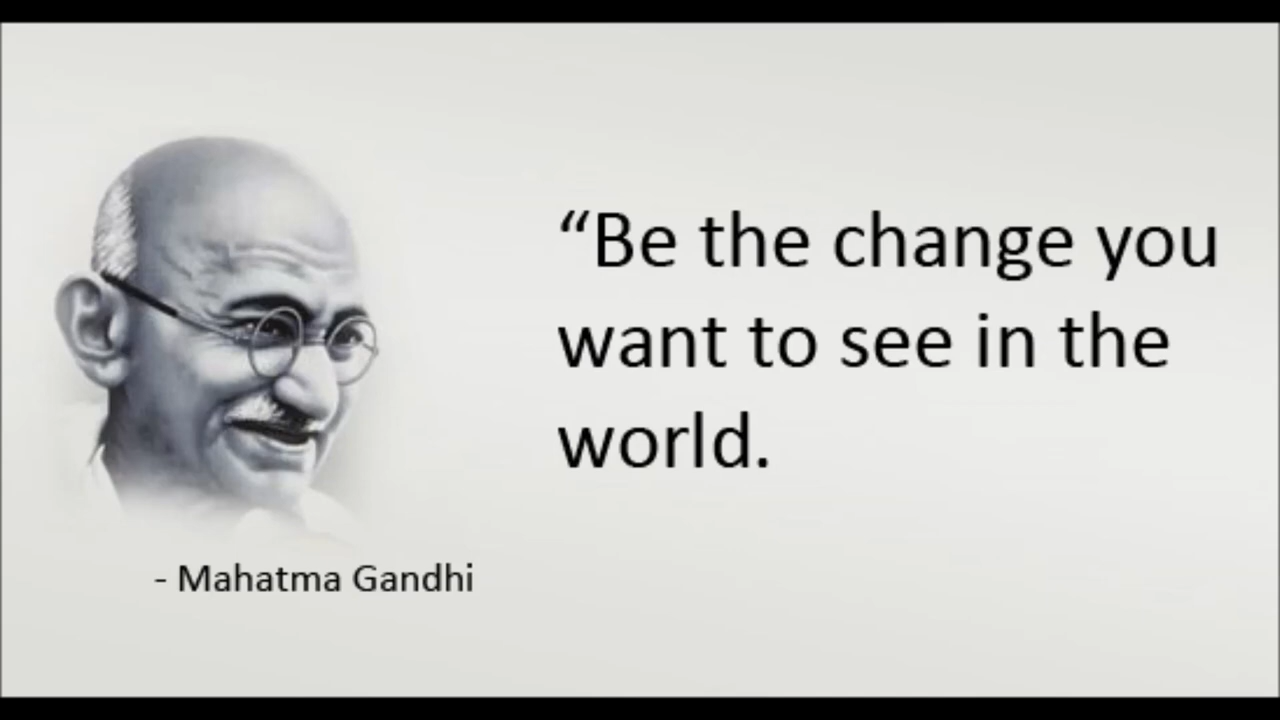 “Be the change you
want to see in the
world.
- Mahatma Gandhi